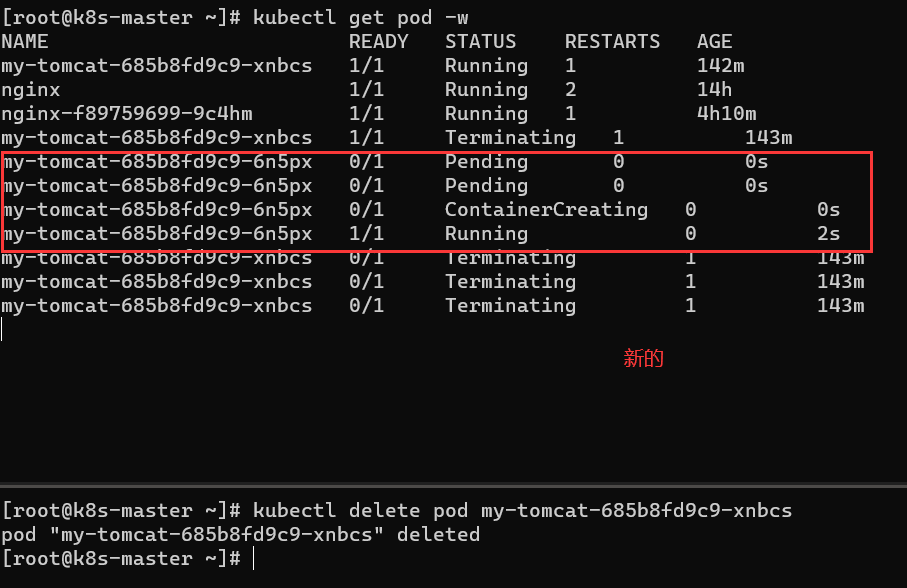 [root@k8s-master ~]# kubectl get pod -w
NAME READY STATUS RESTARTS AGE
my-tomcat-685b8fd9c9-xnbcs 1/1 Running 1 142m
nginx 1/1 Running 2 14h
nginx-f89759699-9c4hm 1/1 Running 1 4h10m
my-tomcat-685b8fd9c9-xnbcs 1/1 Terminating 1 143m
my-tomcat-685b8fd9c9-6n5px 0/1 Pending 0 0s
my-tomcat-685b8fd9c9-6n5px 0/1 Pending 0 0s
my-tomcat-685b8fd9c9-6n5px 0/1 ContainerCreating 0 0s
my-tomcat-685b8fd9c9-6n5px 1/1 Running 0 2s
my-tomcat-685b8fd9c9-xnbcs 0/1 Terminating 1 143m
my-tomcat-685b8fd9c9-xnbcs 0/1 Terminating 1 143m
my-tomcat-685b8fd9c9-xnbcs 0/1 Terminating 1 143m
新的
[root@k8s-master ~]# kubectl delete pod my-tomcat-685b8fd9c9-xnbcs
pod "my-tomcat-685b8fd9c9-xnbcs" deleted
[root@k8s-master ~]#